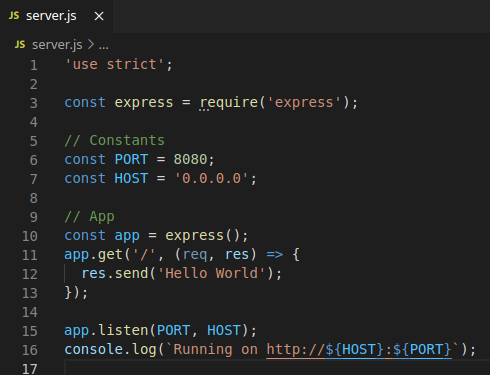 JS server.js ×
JS server.js > ...
1 'use strict';
2
3 const express = require('express');
4
5 // Constants
6 const PORT = 8080;
7 const HOST = '0.0.0.0';
8
9 // App
10 const app = express();
11 app.get('/', (req, res) => {
12   res.send('Hello World');
13 });
14
15 app.listen(PORT, HOST);
16 console.log(`Running on http://${HOST}:${PORT}`);
17